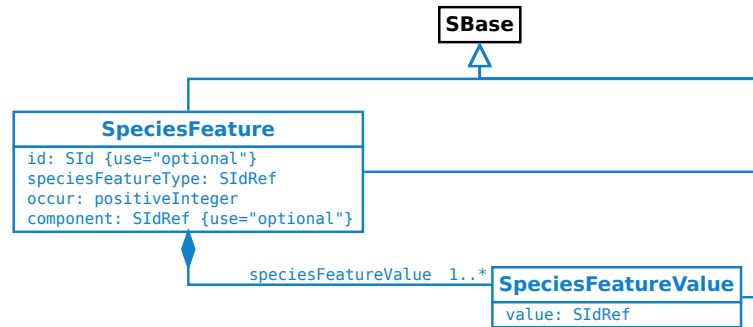 SBase
SpeciesFeature
id: SId {use="optional"}
speciesFeatureType: SIdRef
occur: positiveInteger
component: SIdRef {use="optional"}
speciesFeatureValue 1..*
SpeciesFeatureValue
value: SIdRef